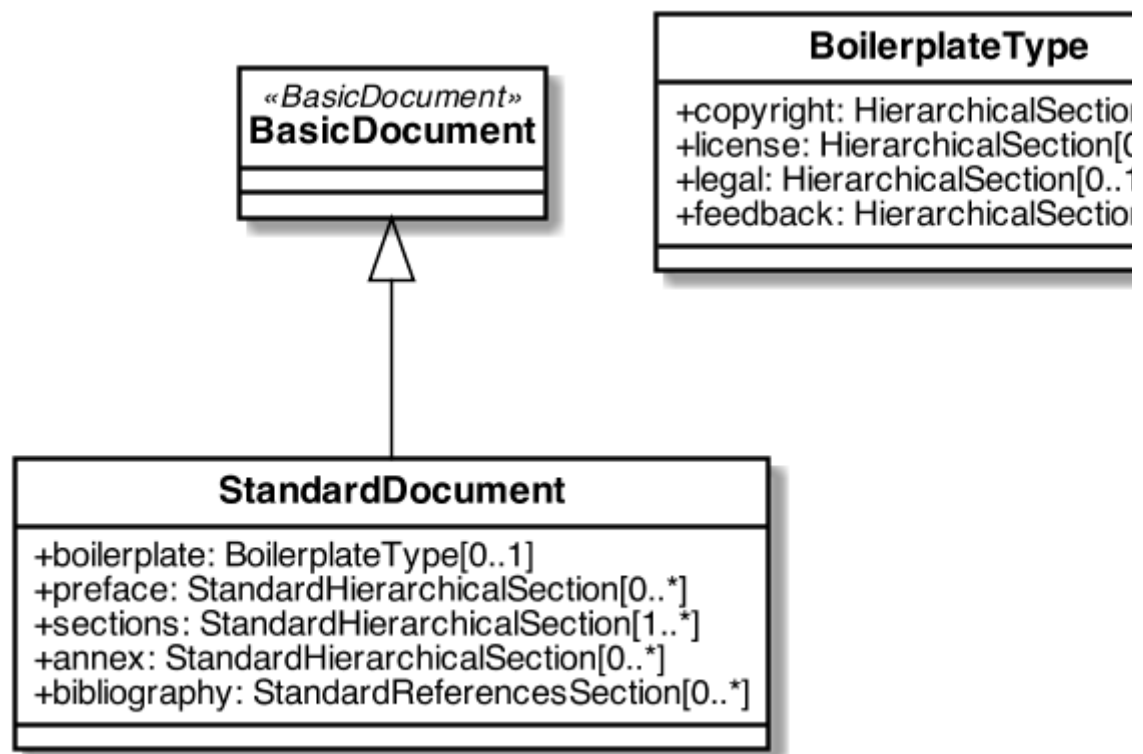 «BasicDocument»
BasicDocument
BoilerplateType
+copyright: HierarchicalSection
+license: HierarchicalSection[0
+legal: HierarchicalSection[0..1
+feedback: HierarchicalSection
StandardDocument
+boilerplate: BoilerplateType[0..1]
+preface: StandardHierarchicalSection[0..*]
+sections: StandardHierarchicalSection[1..*]
+annex: StandardHierarchicalSection[0..*]
+bibliography: StandardReferencesSection[0..*]